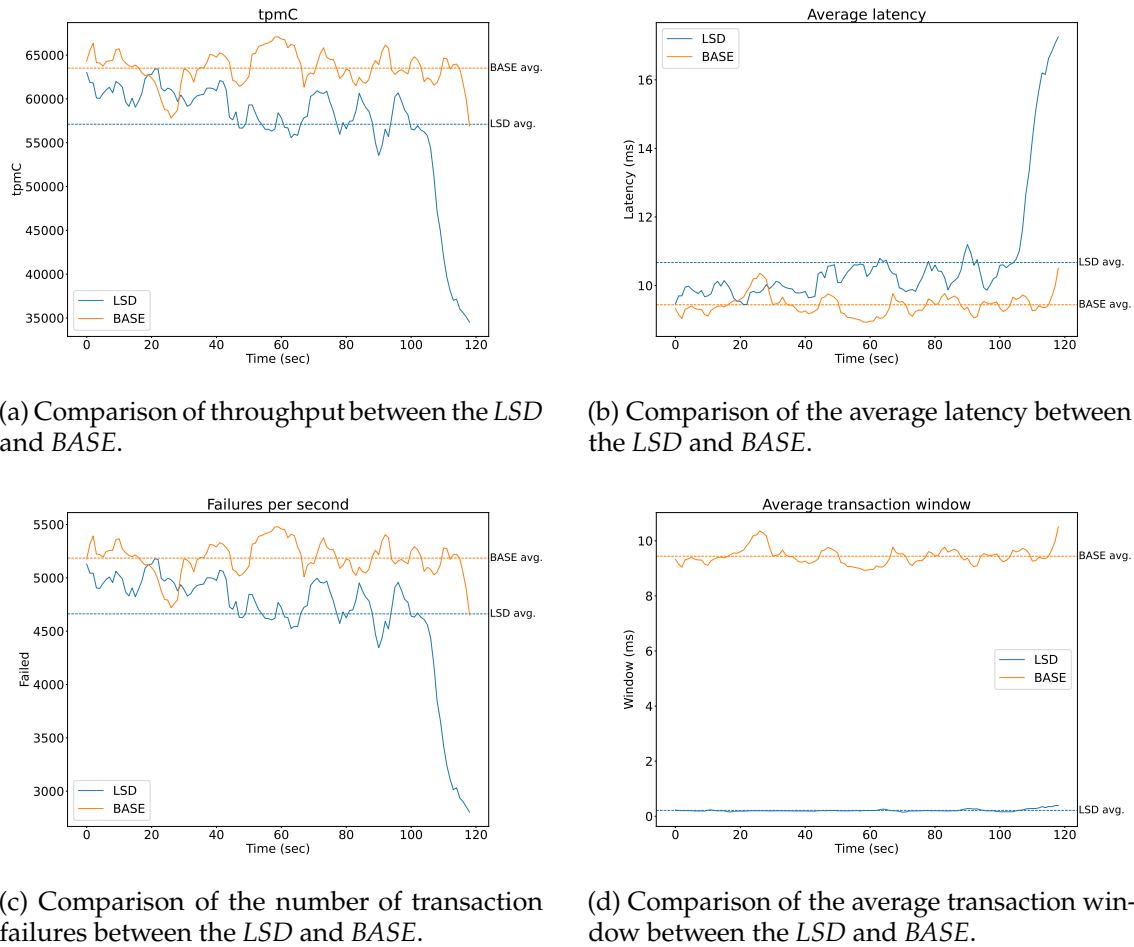 tpmC
65000
60000
55000
50000
45000
40000
35000
tpmC
BASE avg.
LSD avg.
LSD
BASE
0 20 40 60 80 100 120
Time (sec)
(a) Comparison of throughput between the LSD
and BASE.
Average latency
16
14
12
10
Latency (ms)
LSD
BASE
LSD avg.
BASE avg.
0 20 40 60 80 100 120
Time (sec)
(b) Comparison of the average latency between
the LSD and BASE.
Failures per second
5500
5000
4500
4000
3500
3000
Failed
BASE avg.
LSD avg.
LSD
BASE
0 20 40 60 80 100 120
Time (sec)
(c) Comparison of the number of transaction
failures between the LSD and BASE.
Average transaction window
10
8
6
4
2
0
Window (ms)
BASE avg.
LSD
BASE
LSD avg.
0 20 40 60 80 100 120
Time (sec)
(d) Comparison of the average transaction win-
dow between the LSD and BASE.